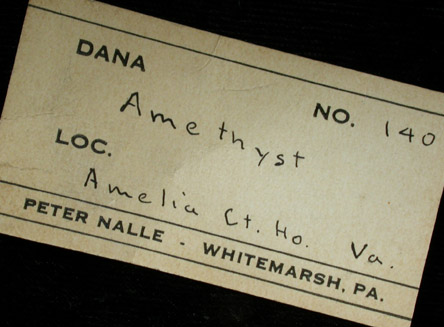 DANA
NO. 140
Amethyst
LOC.
Amelia Ct. Ho. Va.
PETER NALLE - WHITEMARSH, PA.